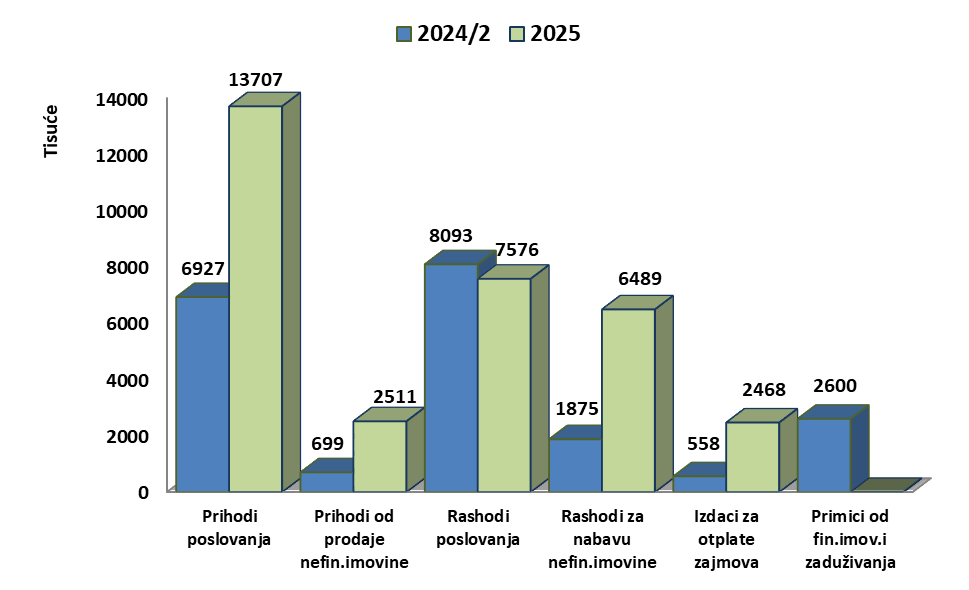 2024/2 2025
Tisuće
14000
12000
10000
8000
6000
4000
2000
0
6927
13707
699
2511
8093
7576
1875
6489
558
2468
2600
Prihodi
poslovanja
Prihodi od
prodaje
nefin.imovine
Rashodi
poslovanja
Rashodi za
nabavu
nefin.imovine
Izdaci za
otplate
zajmova
Primici od
fin.imov.i
zaduživanja